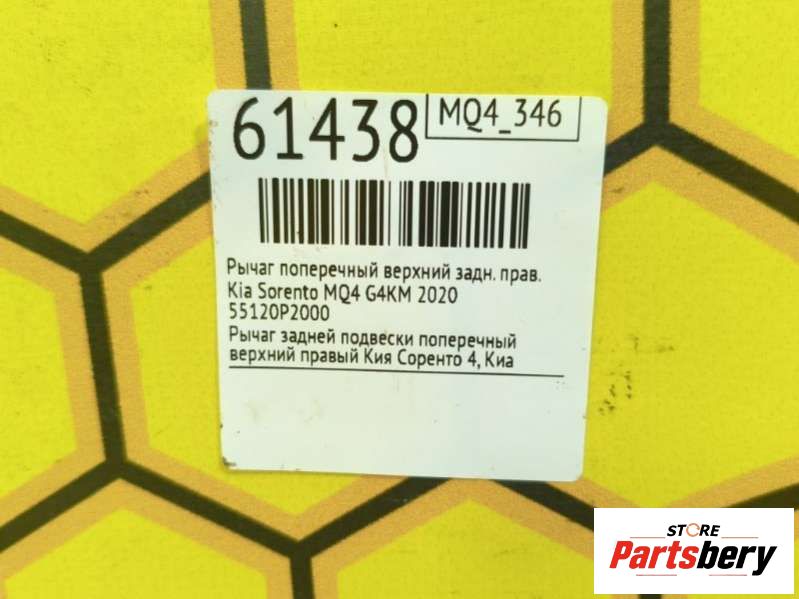 61438
MQ4_346
Рычаг поперечный верхний задн. прав.
Kia Sorento MQ4 G4KM 2020
55120P2000
Рычаг задней подвески поперечный
верхний правый Кия Соренто 4, Киа
STORE
Partsbery